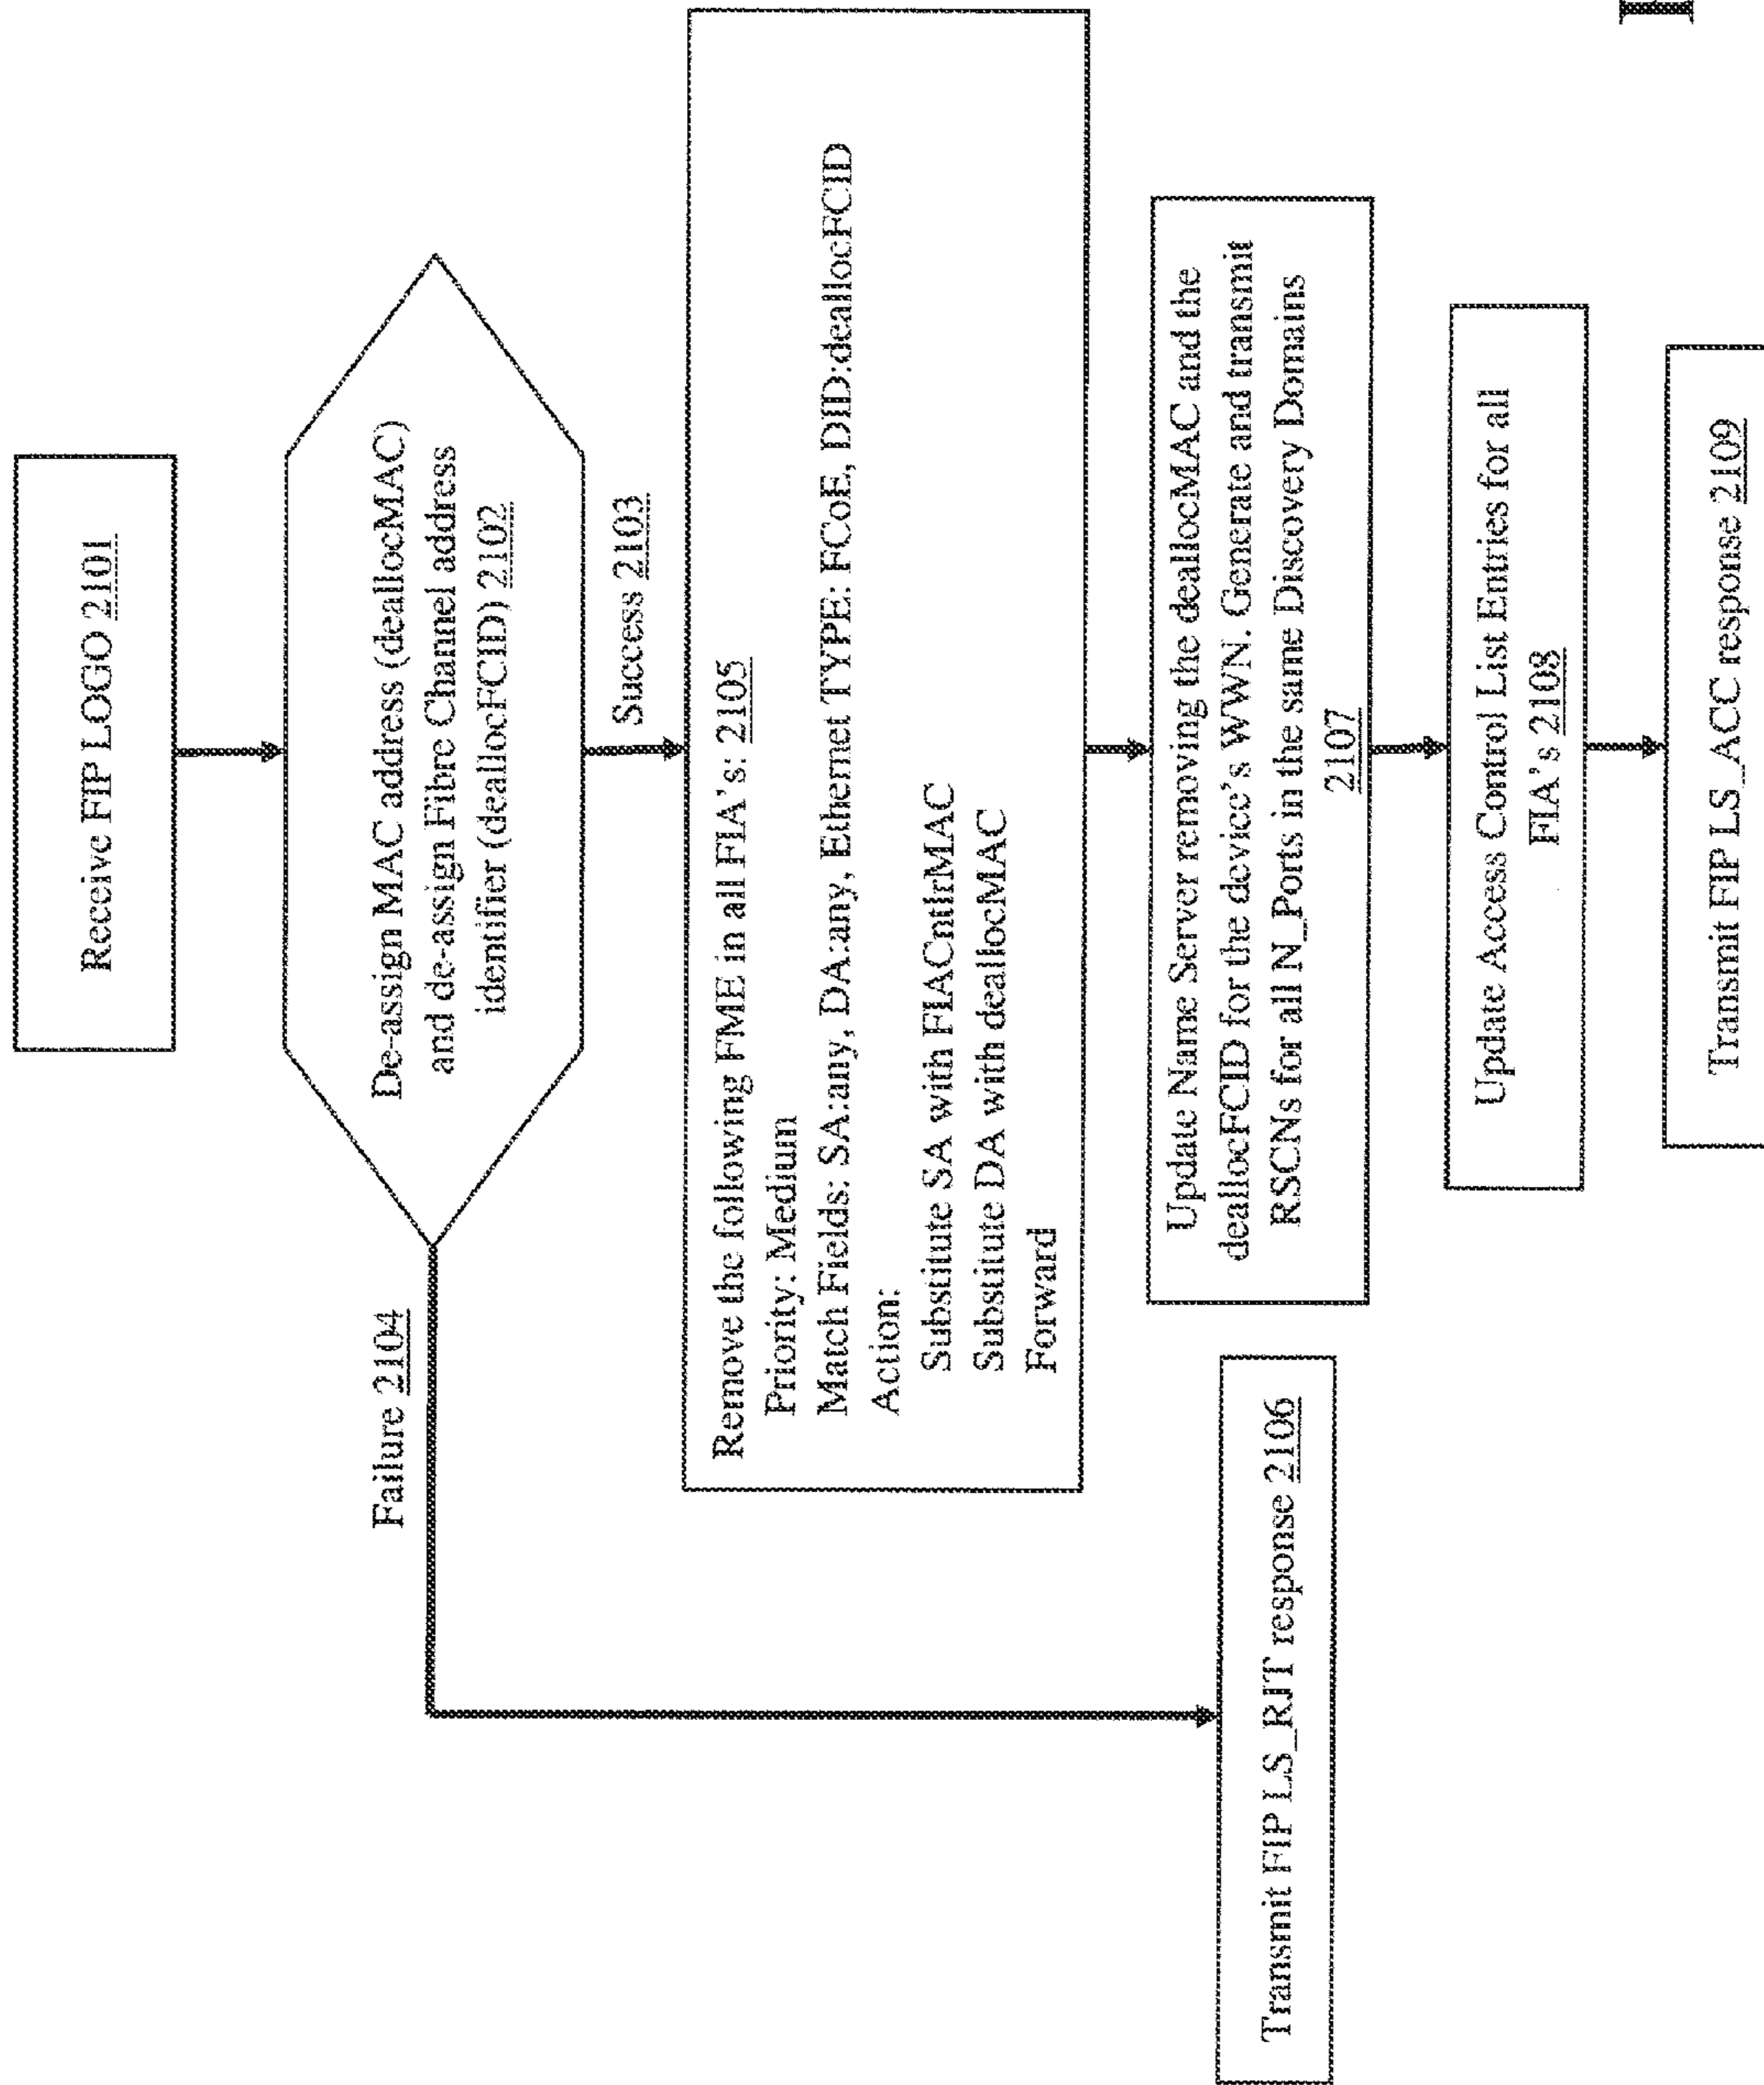 Receive FIP LOGO 2101
De-assign MAC address (deallocMAC)
and de-assign Fibre Channel address
identifier (deallocFCID) 2102
Success 2103
Failure 2104
Remove the following FME in all FIA's: 2105
Priority: Medium
Match Fields: SA:any, DA:any, Ethernet TYPE: FCoE, DID:deallocFCID
Action:
Substitute SA with FIACntlrMAC
Substitute DA with deallocMAC
Forward
Update Name Server removing the deallocMAC and the
deallocFCID for the device's WWN. Generate and transmit
RSCNs for all N_Ports in the same Discovery Domains
2107
Transmit FIP LS_RJT response 2106
Update Access Control List Entries for all
FIA's 2108
Transmit FIP LS_ACC response 2109